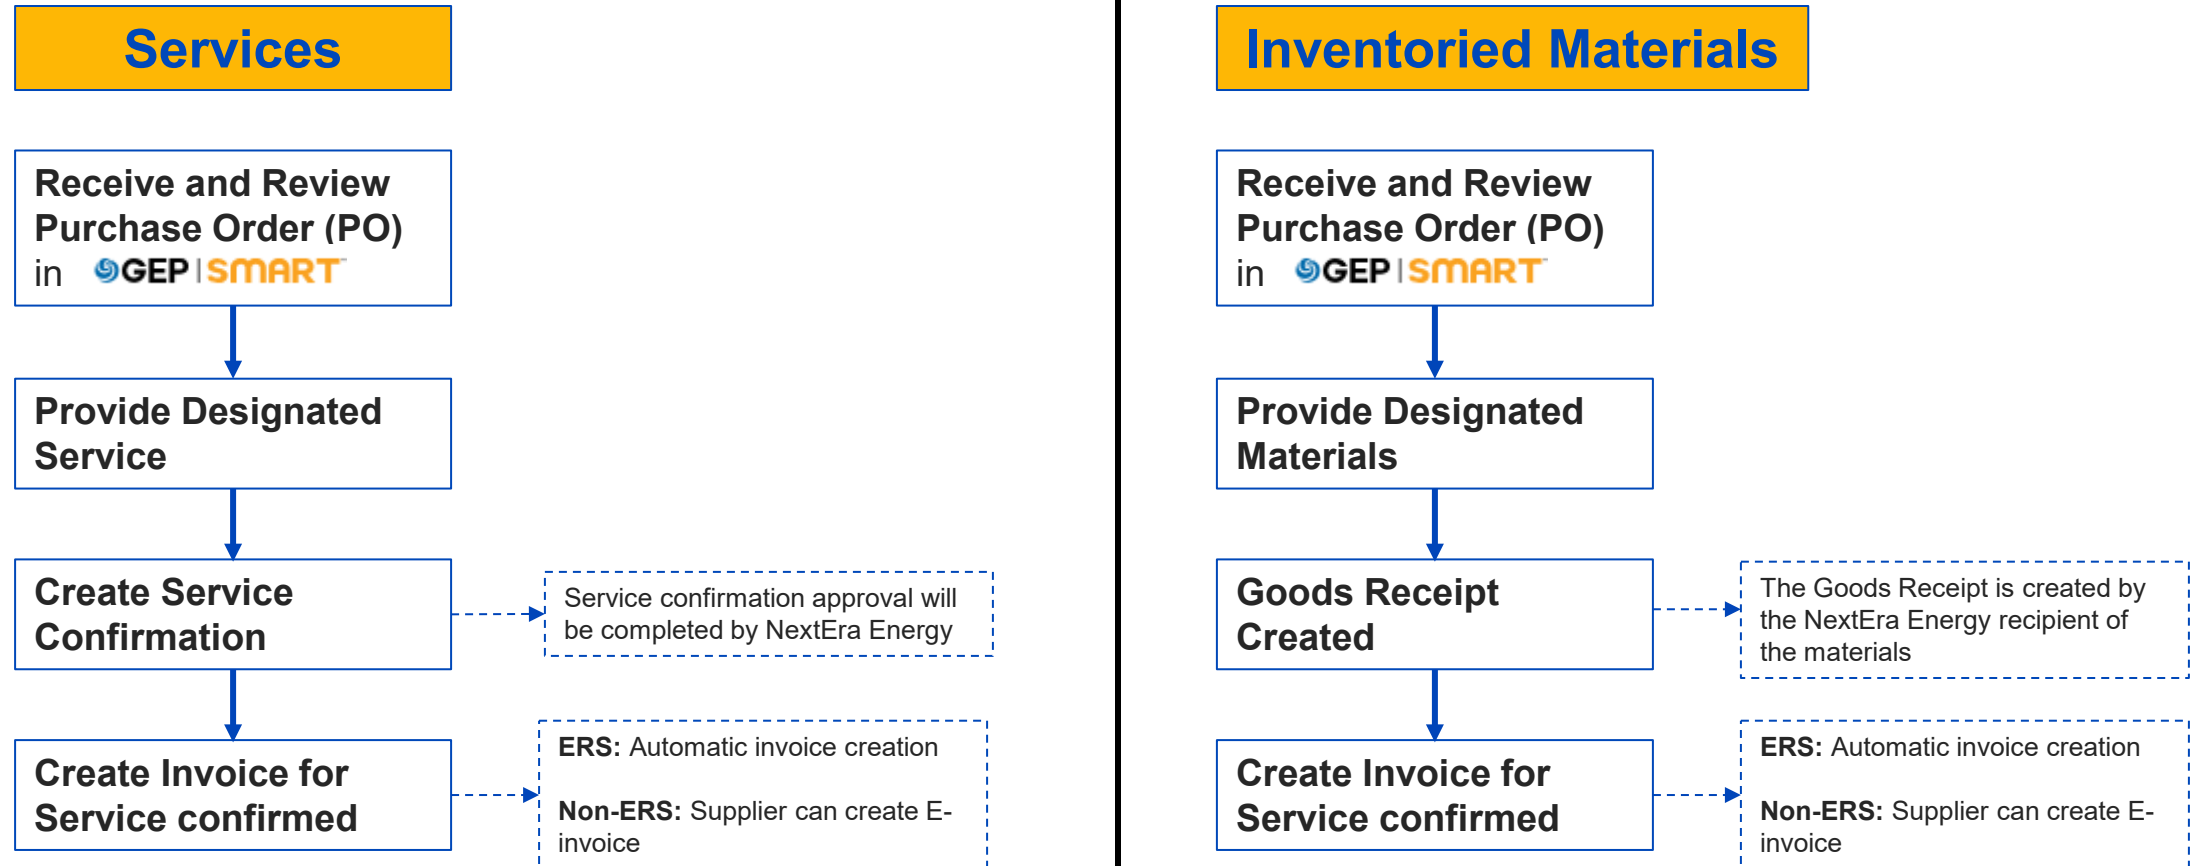 Services
Receive and Review
Purchase Order (PO)
in GEP | SMART™
Provide Designated
Service
Create Service
Confirmation
Service confirmation approval will
be completed by NextEra Energy
Create Invoice for
Service confirmed
ERS: Automatic invoice creation
Non-ERS: Supplier can create E-
invoice
Inventoried Materials
Receive and Review
Purchase Order (PO)
in GEP | SMART™
Provide Designated
Materials
Goods Receipt
Created
The Goods Receipt is created by
the NextEra Energy recipient of
the materials
Create Invoice for
Service confirmed
ERS: Automatic invoice creation
Non-ERS: Supplier can create E-
invoice